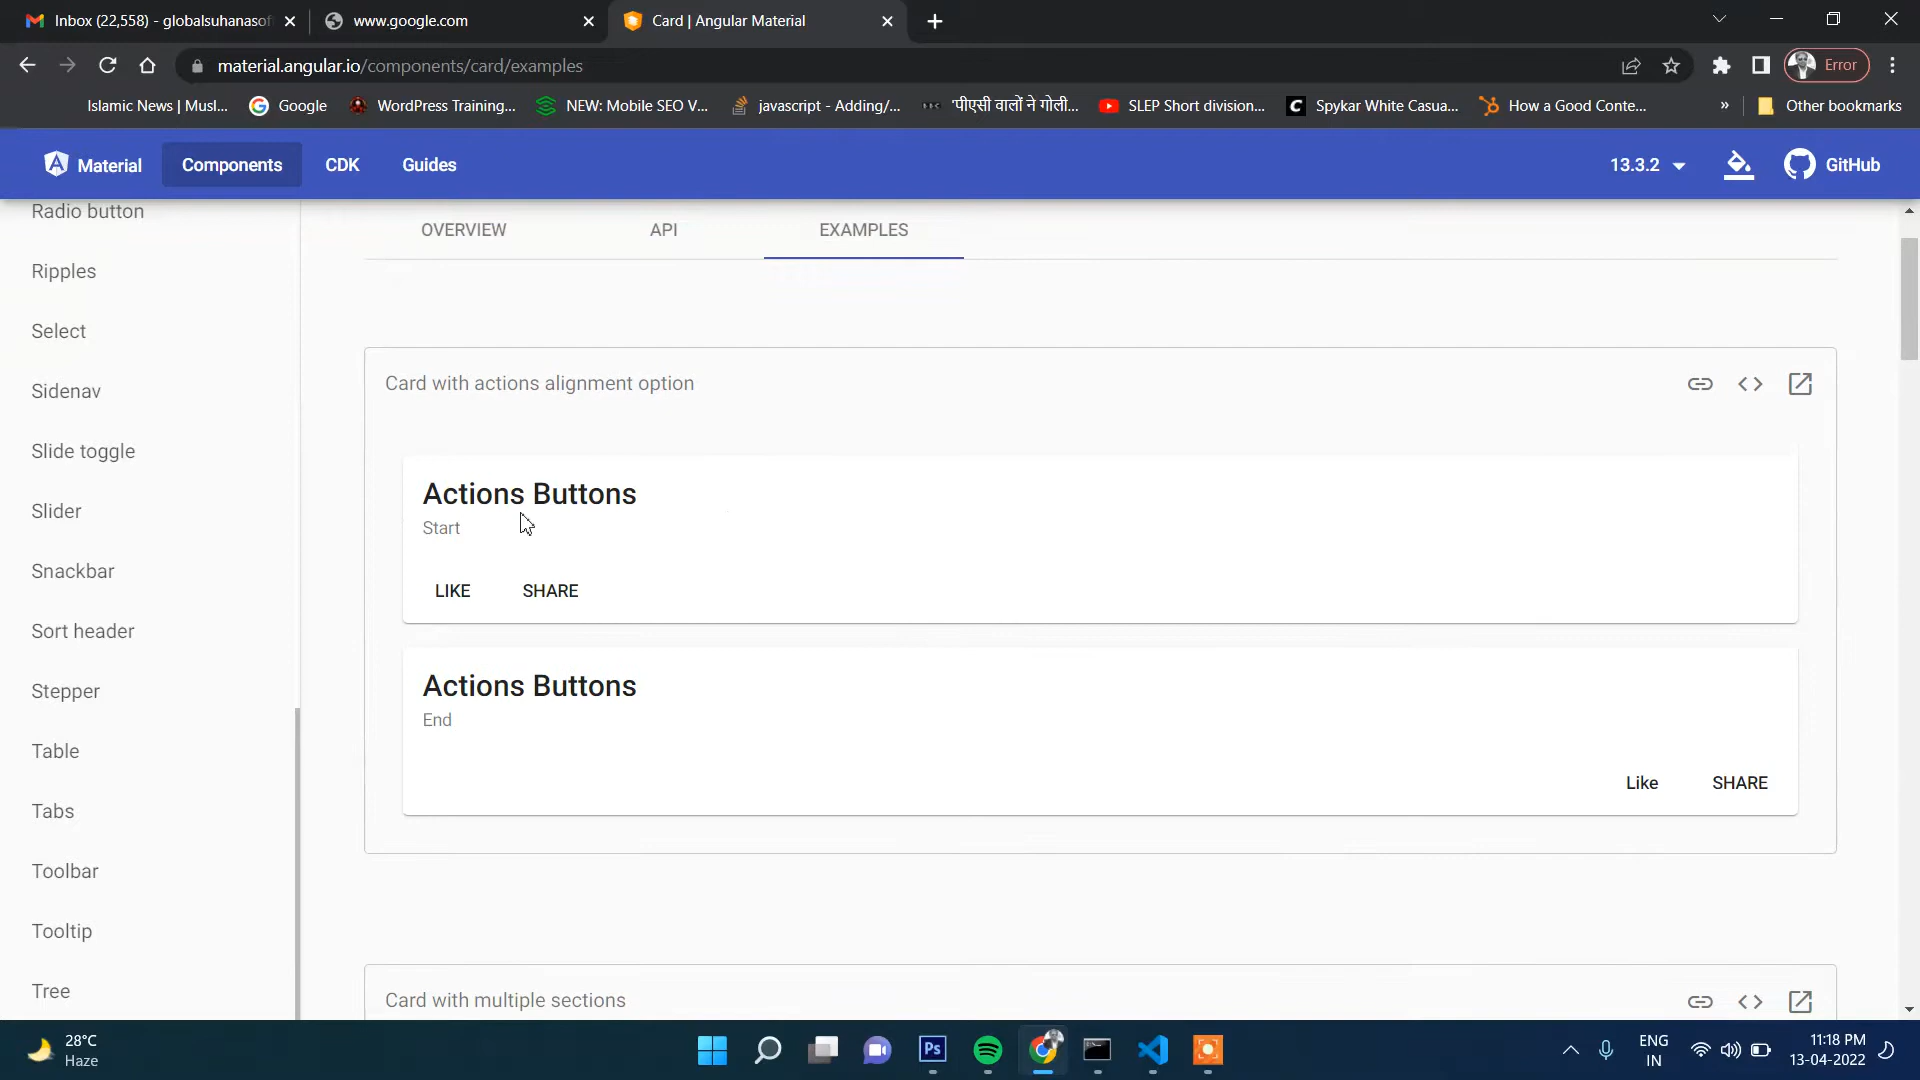 Inbox (22,558) - globalsuhanasof
www.google.com
Card | Angular Material
material.angular.io/components/card/examples
Error
Islamic News | Musl...
Google
WordPress Training...
NEW: Mobile SEO V...
javascript - Adding/...
'पीएसी वालों ने गोली...
SLEP Short division...
Spykar White Casua...
How a Good Conte...
»
Other bookmarks
Material
Components
CDK
Guides
13.3.2
GitHub
Radio button
Ripples
Select
Sidenav
Slide toggle
Slider
Snackbar
Sort header
Stepper
Table
Tabs
Toolbar
Tooltip
Tree
OVERVIEW
API
EXAMPLES
Card with actions alignment option
Actions Buttons
Start
LIKE
SHARE
Actions Buttons
End
Like
SHARE
Card with multiple sections
28°C
Haze
Ps
ENG
IN
11:18 PM
13-04-2022